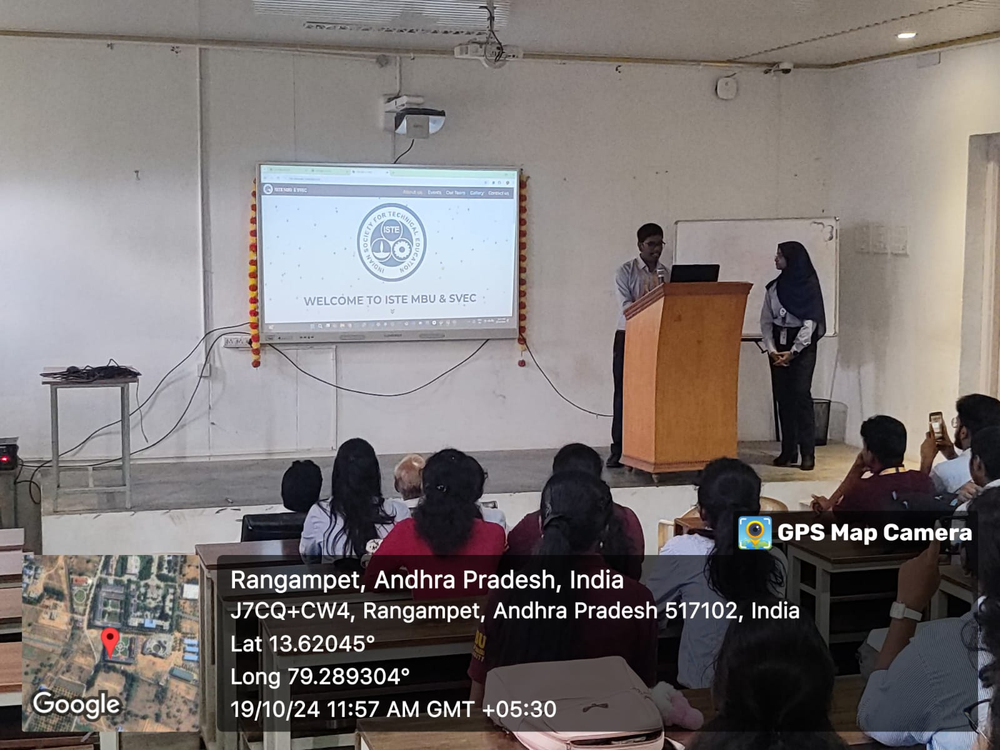 ISTE MBU & SVEC
About us Events Our Team Gallery Contact us
INDIAN SOCIETY FOR TECHNICAL EDUCATION
ISTE
WELCOME TO ISTE MBU & SVEC
GPS Map Camera
Rangampet, Andhra Pradesh, India
J7CQ+CW4, Rangampet, Andhra Pradesh 517102, India
Lat 13.62045°
Long 79.289304°
19/10/24 11:57 AM GMT +05:30
Google